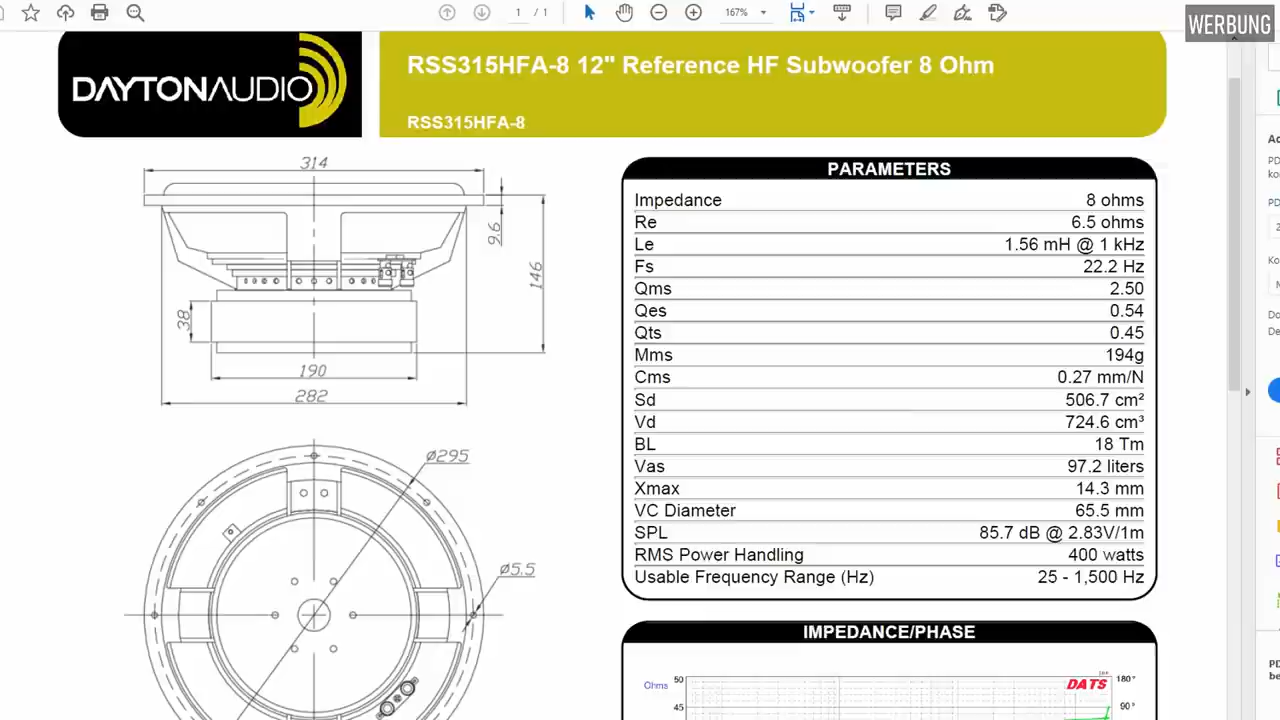 1 / 1
167%
WERBUNG
DAYTONAUDIO
RSS315HFA-8 12" Reference HF Subwoofer 8 Ohm
RSS315HFA-8
314
9.6
146
38
190
282
ø295
ø5.5
PARAMETERS
Impedance 8 ohms
Re 6.5 ohms
Le 1.56 mH @ 1 kHz
Fs 22.2 Hz
Qms 2.50
Qes 0.54
Qts 0.45
Mms 194g
Cms 0.27 mm/N
Sd 506.7 cm²
Vd 724.6 cm³
BL 18 Tm
Vas 97.2 liters
Xmax 14.3 mm
VC Diameter 65.5 mm
SPL 85.7 dB @ 2.83V/1m
RMS Power Handling 400 watts
Usable Frequency Range (Hz) 25 - 1,500 Hz
IMPEDANCE/PHASE
Ohms 50 DATS 180°
45 90°